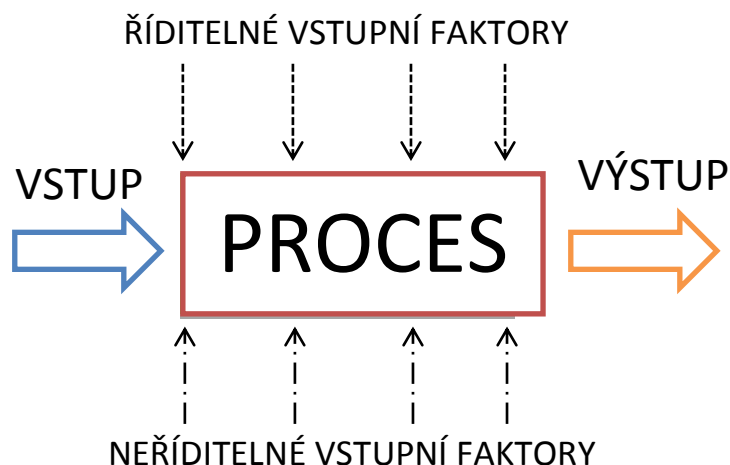 ŘÍDITELNÉ VSTUPNÍ FAKTORY
VSTUP
PROCES
VÝSTUP
NEŘÍDITELNÉ VSTUPNÍ FAKTORY